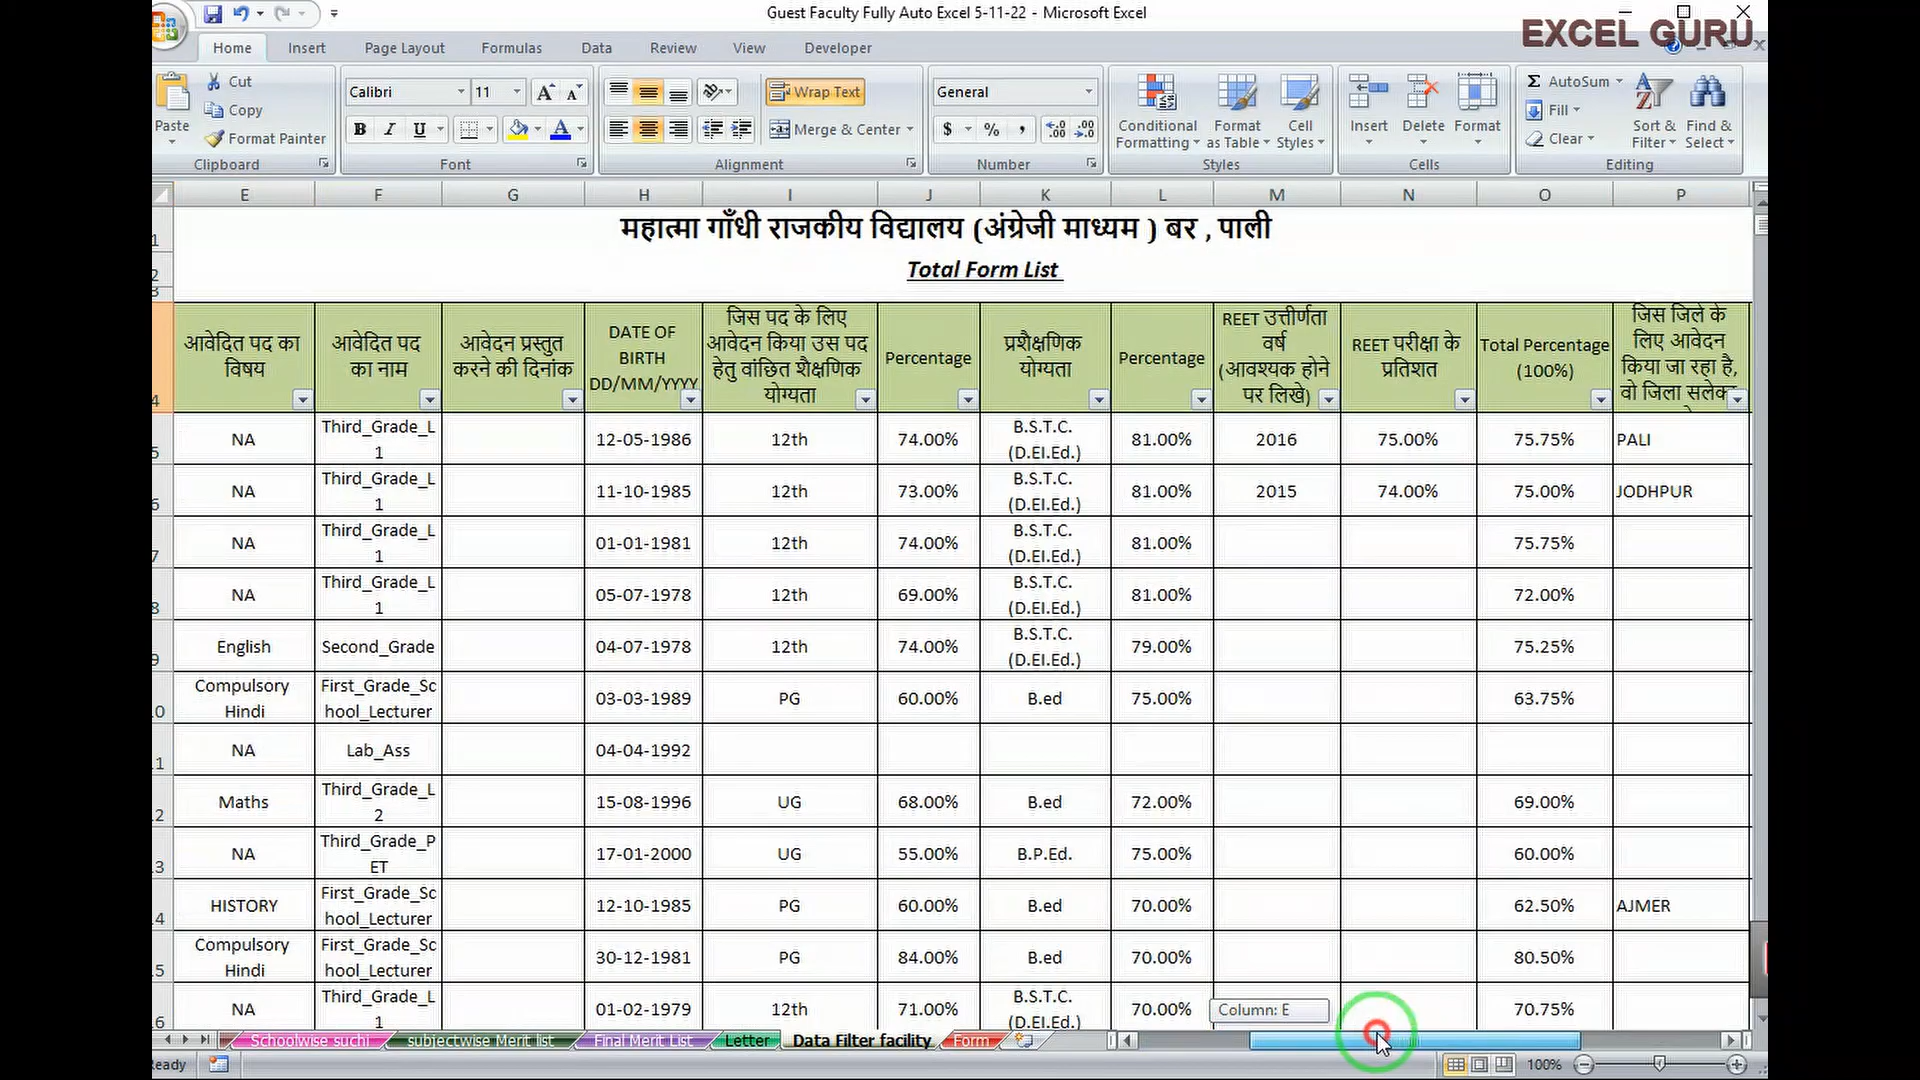 Guest Faculty Fully Auto Excel 5-11-22 - Microsoft Excel
EXCEL GURU
Home Insert Page Layout Formulas Data Review View Developer
Paste Cut Copy Format Painter Clipboard
Calibri 11 B I U Font
Wrap Text Merge & Center Alignment
General $ % , Number
Conditional Formatting Format as Table Cell Styles Styles
Insert Delete Format Cells
AutoSum Fill Clear Sort & Filter Find & Select Editing
E F G H I J K L M N O P
महात्मा गाँधी राजकीय विद्यालय (अंग्रेजी माध्यम ) बर , पाली
Total Form List
आवेदित पद का विषय
आवेदित पद का नाम
आवेदन प्रस्तुत करने की दिनांक
DATE OF BIRTH DD/MM/YYYY
जिस पद के लिए आवेदन किया उस पद हेतु वांछित शैक्षणिक योग्यता
Percentage
प्रशैक्षणिक योग्यता
Percentage
REET उत्तीर्णता वर्ष (आवश्यक होने पर लिखे)
REET परीक्षा के प्रतिशत
Total Percentage (100%)
जिस जिले के लिए आवेदन किया जा रहा है, वो जिला
NA Third_Grade_L1 12-05-1986 12th 74.00% B.S.T.C. (D.EI.Ed.) 81.00% 2016 75.00% 75.75% PALI
NA Third_Grade_L1 11-10-1985 12th 73.00% B.S.T.C. (D.EI.Ed.) 81.00% 2015 74.00% 75.00% JODHPUR
NA Third_Grade_L1 01-01-1981 12th 74.00% B.S.T.C. (D.EI.Ed.) 81.00% 75.75%
NA Third_Grade_L1 05-07-1978 12th 69.00% B.S.T.C. (D.EI.Ed.) 81.00% 72.00%
English Second_Grade 04-07-1978 12th 74.00% B.S.T.C. (D.EI.Ed.) 79.00% 75.25%
Compulsory Hindi First_Grade_School_Lecturer 03-03-1989 PG 60.00% B.ed 75.00% 63.75%
NA Lab_Ass 04-04-1992
Maths Third_Grade_L2 15-08-1996 UG 68.00% B.ed 72.00% 69.00%
NA Third_Grade_PET 17-01-2000 UG 55.00% B.P.Ed. 75.00% 60.00%
HISTORY First_Grade_School_Lecturer 12-10-1985 PG 60.00% B.ed 70.00% 62.50% AJMER
Compulsory Hindi First_Grade_School_Lecturer 30-12-1981 PG 84.00% B.ed 70.00% 80.50%
NA Third_Grade_L1 01-02-1979 12th 71.00% B.S.T.C. (D.EI.Ed.) 70.00% 70.75%
Column: E
Schoolwise suchi subjectwise Merit list Final Merit List Letter Data Filter facility Form
100%